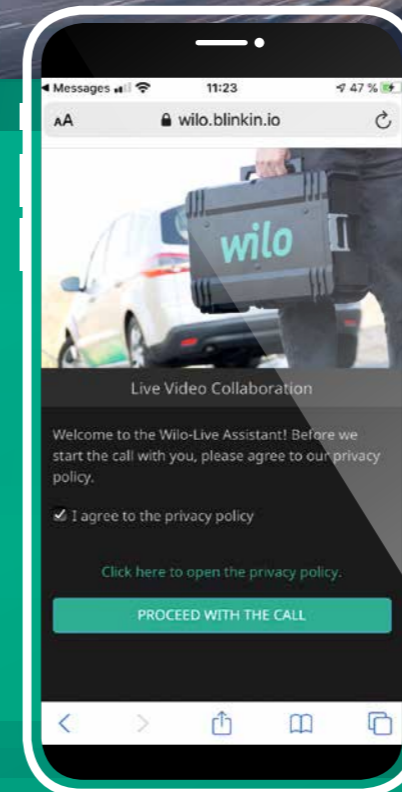 Messages 11:23 47 %
AA wilo.blinkin.io
wilo
Live Video Collaboration
Welcome to the Wilo-Live Assistant! Before we
start the call with you, please agree to our privacy
policy.
I agree to the privacy policy
Click here to open the privacy policy.
PROCEED WITH THE CALL